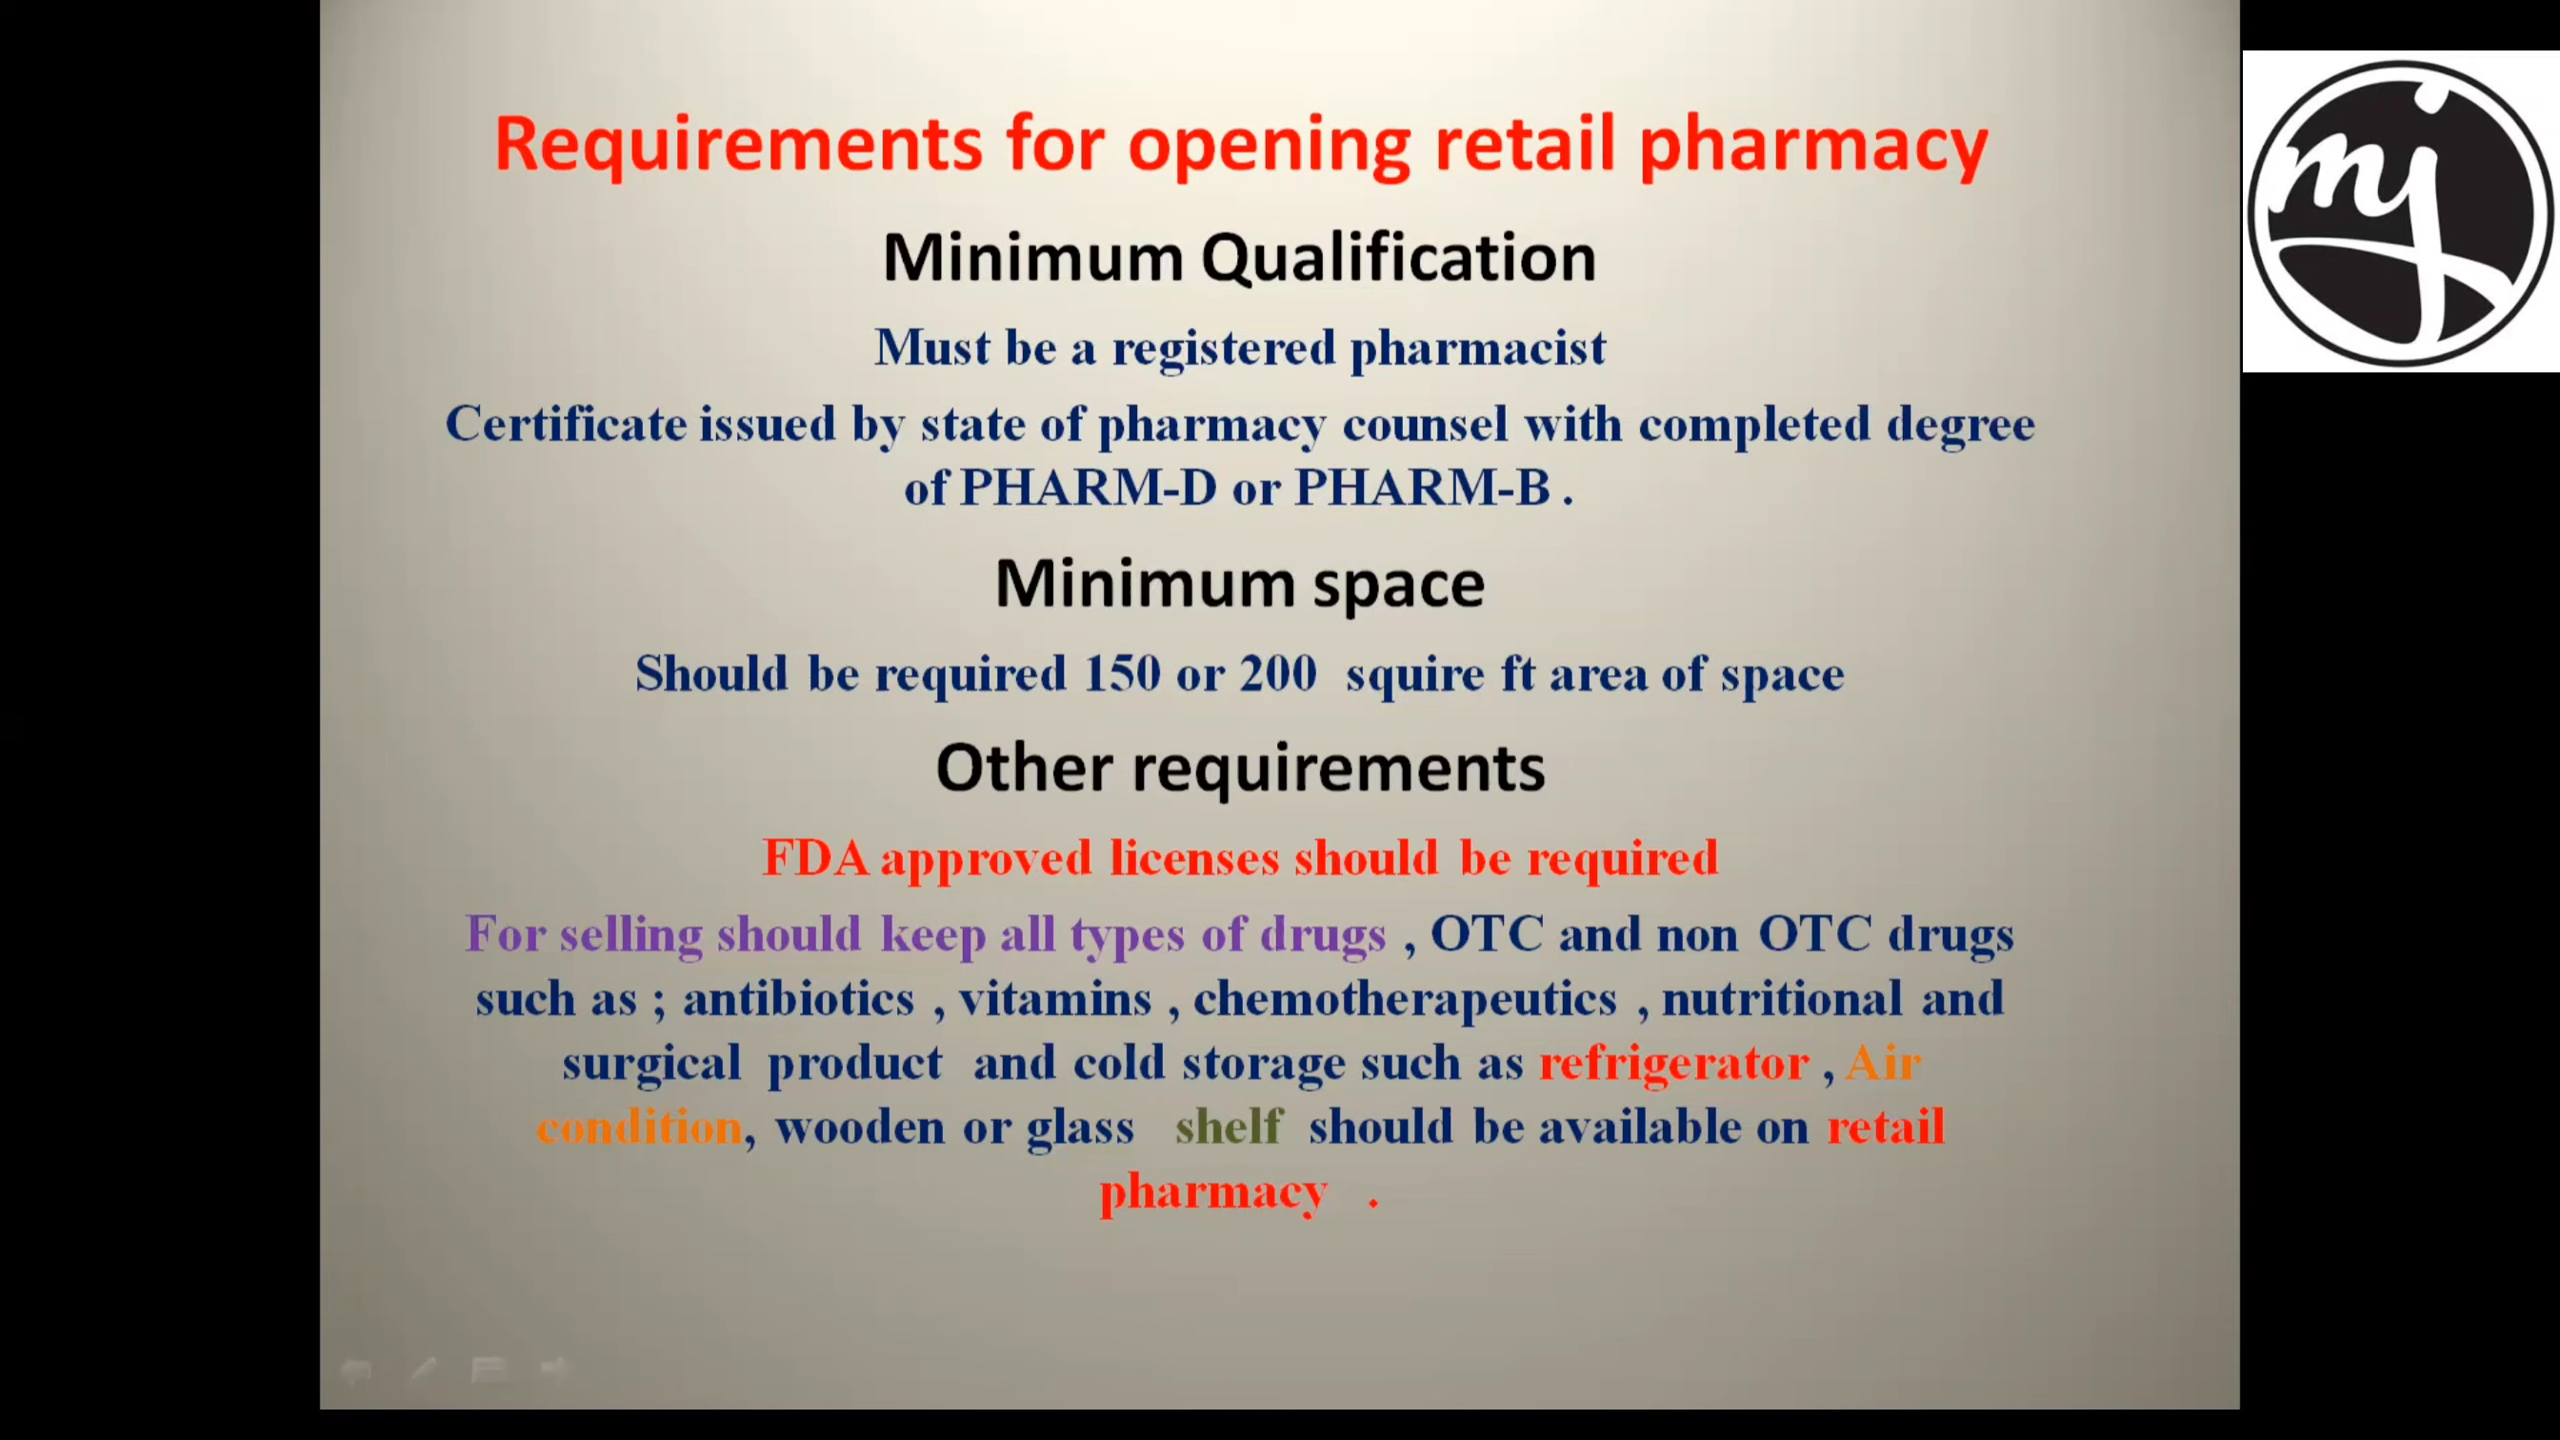 Requirements for opening retail pharmacy
Minimum Qualification
Must be a registered pharmacist
Certificate issued by state of pharmacy counsel with completed degree
of PHARM-D or PHARM-B .
Minimum space
Should be required 150 or 200 squire ft area of space
Other requirements
FDA approved licenses should be required
For selling should keep all types of drugs , OTC and non OTC drugs
such as ; antibiotics , vitamins , chemotherapeutics , nutritional and
surgical product and cold storage such as refrigerator , Air
condition, wooden or glass shelf should be available on retail
pharmacy .
mj